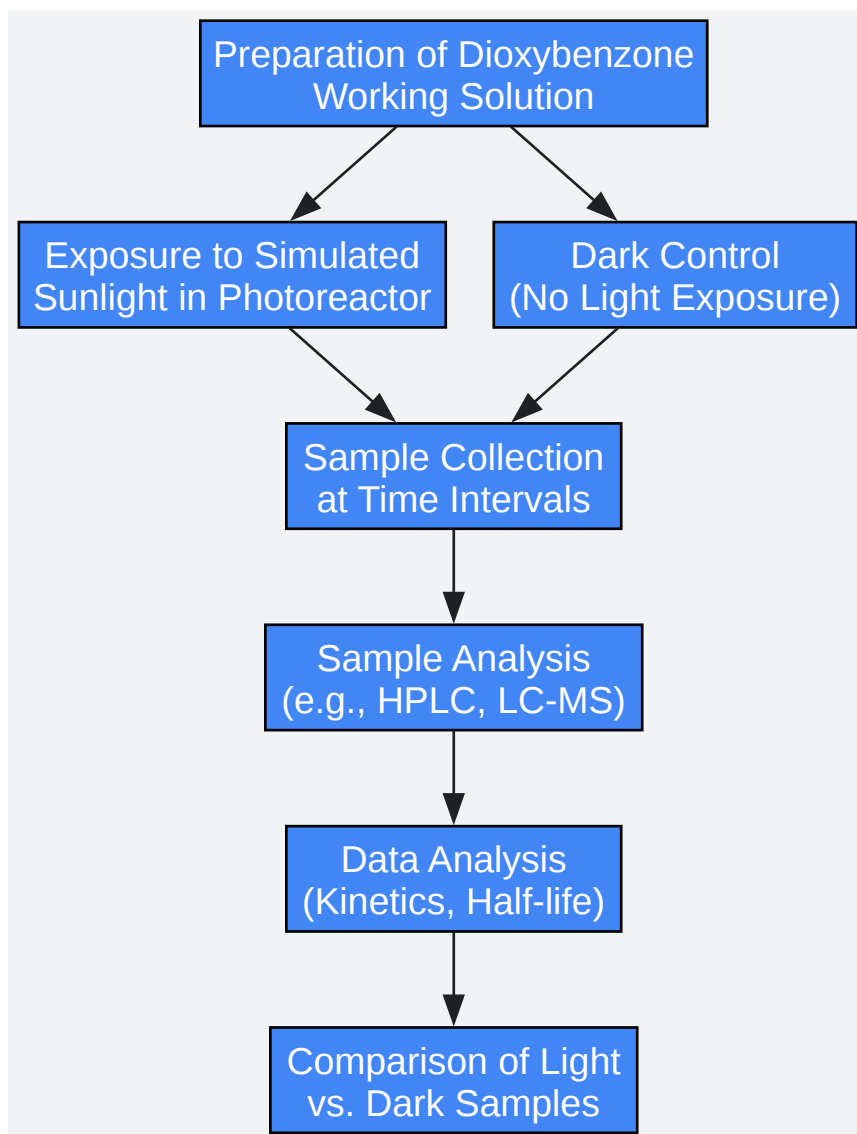 Preparation of Dioxybenzone
Working Solution
Exposure to Simulated
Sunlight in Photoreactor
Dark Control
(No Light Exposure)
Sample Collection
at Time Intervals
Sample Analysis
(e.g., HPLC, LC-MS)
Data Analysis
(Kinetics, Half-life)
Comparison of Light
vs. Dark Samples